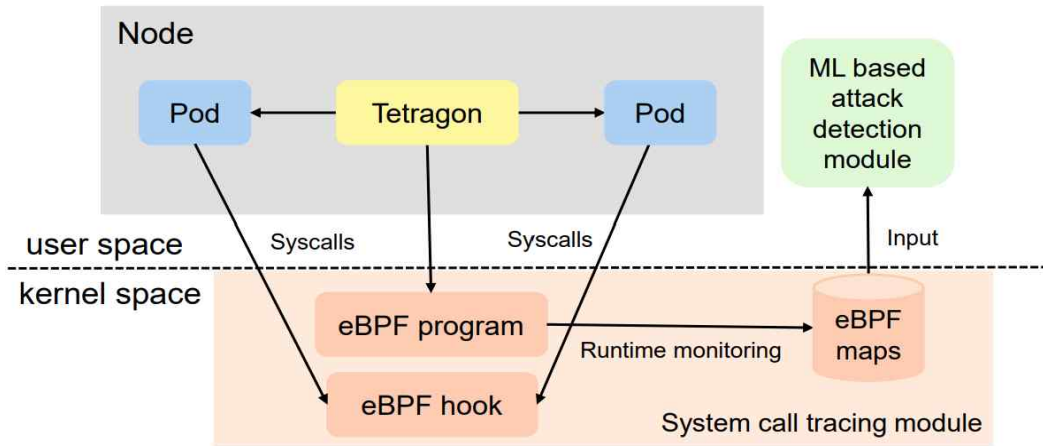 Node
Pod
Tetragon
Pod
ML based
attack
detection
module
Syscalls
Syscalls
Input
user space
kernel space
eBPF program
Runtime monitoring
eBPF
maps
eBPF hook
System call tracing module